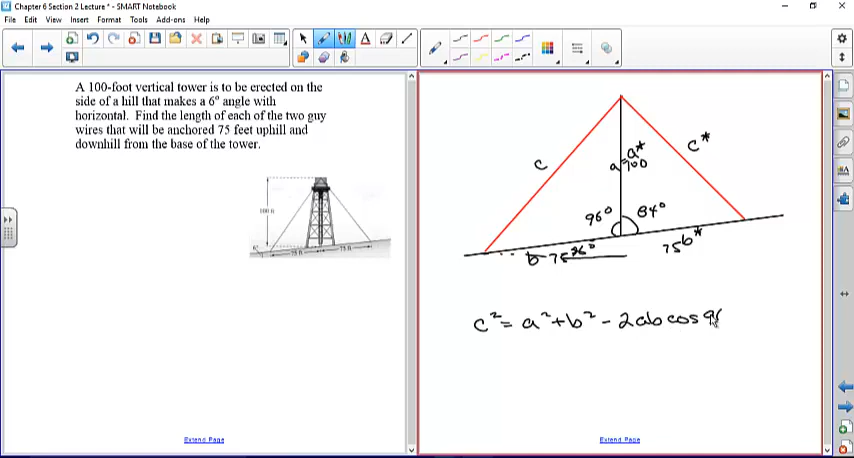 Chapter 6 Section 2 Lecture * - SMART Notebook
File Edit View Insert Format Tools Add-ons Help
A 100-foot vertical tower is to be erected on the
side of a hill that makes a 6° angle with
horizontal. Find the length of each of the two guy
wires that will be anchored 75 feet uphill and
downhill from the base of the tower.
100 ft
6°
75 ft
75 ft
c
a = a*
100
c*
96°
84°
b
75
6°
75
b*
c² = a² + b² - 2ab cos 96
Extend Page
Extend Page